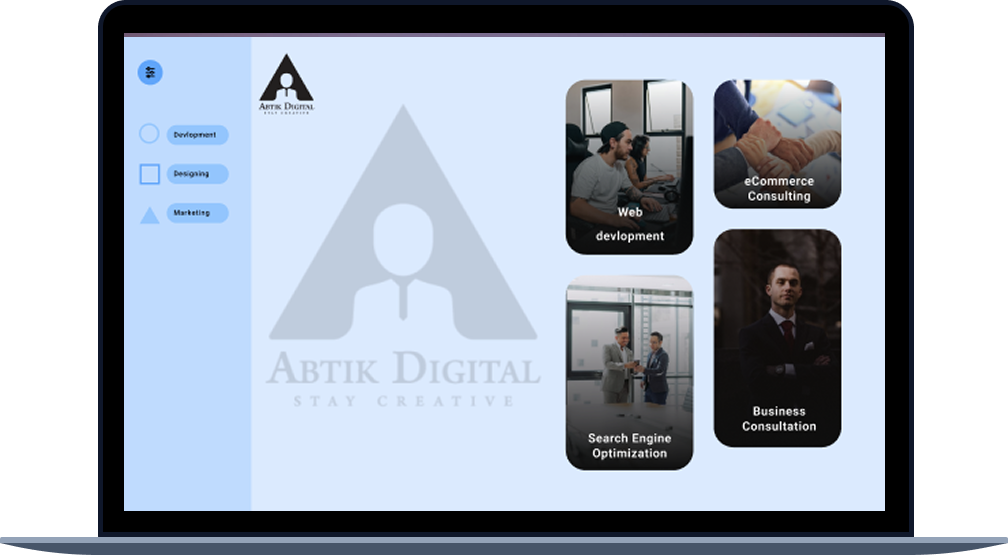 Devlopment
Designing
Marketing
ABTIK DIGITAL
STAY CREATIVE
ABTIK DIGITAL
STAY CREATIVE
Web
devlopment
eCommerce
Consulting
Search Engine
Optimization
Business
Consultation